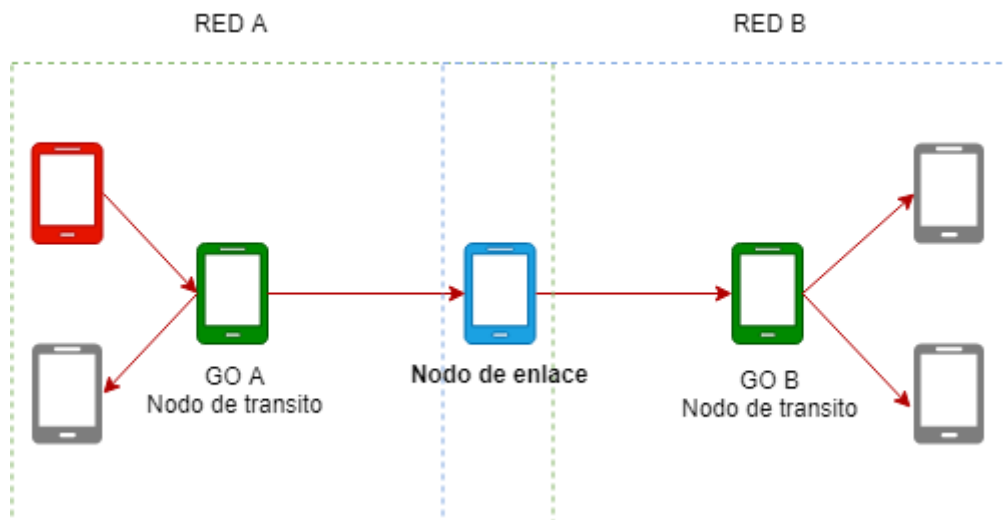 RED A
RED B
GO A
Nodo de transito
Nodo de enlace
GO B
Nodo de transito